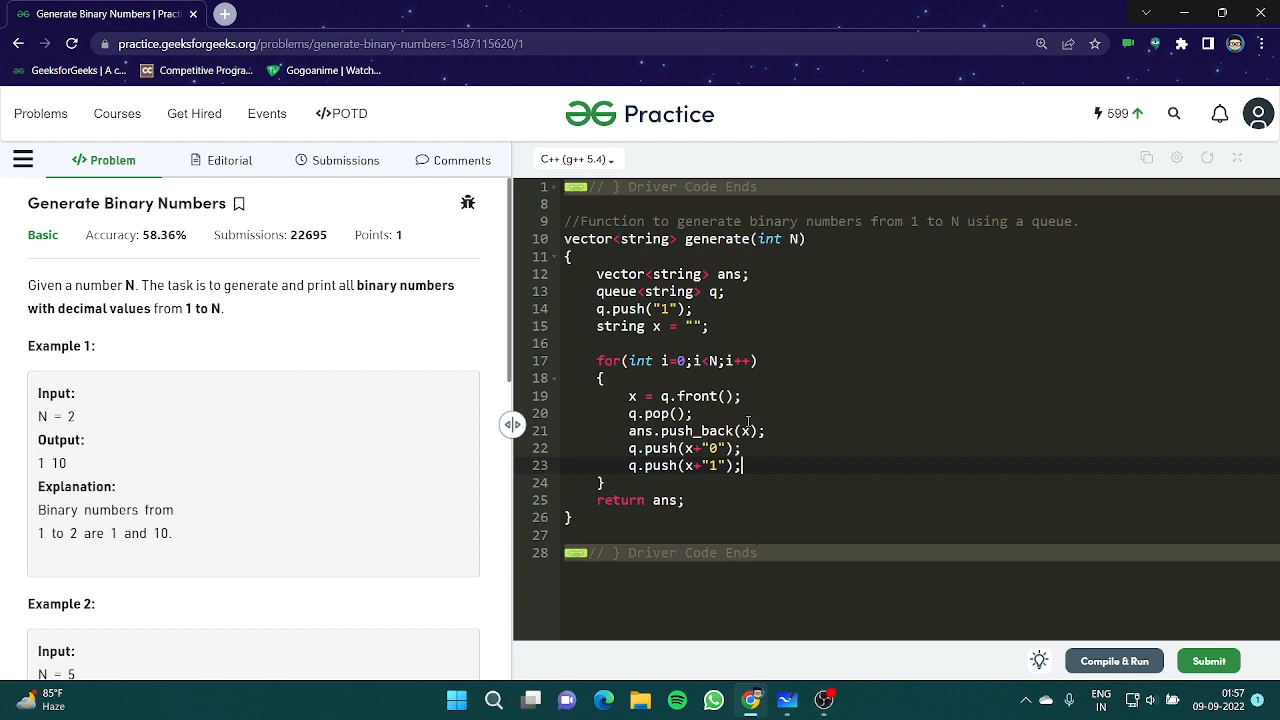 Generate Binary Numbers | Pract
practice.geeksforgeeks.org/problems/generate-binary-numbers-1587115620/1
GeeksforGeeks | A C...
CC
Competitive Progra...
Gogoanime | Watch...
Problems
Courses
Get Hired
Events
</>POTD
Practice
599
</> Problem
Editorial
Submissions
Comments
C++ (g++ 5.4)
Generate Binary Numbers
Basic
Accuracy: 58.36%
Submissions: 22695
Points: 1
Given a number N. The task is to generate and print all binary numbers
with decimal values from 1 to N.
Example 1:
Input:
N = 2
Output:
1 10
Explanation:
Binary numbers from
1 to 2 are 1 and 10.
Example 2:
Input:
N = 5
1 // } Driver Code Ends
8
9 //Function to generate binary numbers from 1 to N using a queue.
10 vector<string> generate(int N)
11 {
12 vector<string> ans;
13 queue<string> q;
14 q.push("1");
15 string x = "";
16
17 for(int i=0;i<N;i++)
18 {
19 x = q.front();
20 q.pop();
21 ans.push_back(x);
22 q.push(x+"0");
23 q.push(x+"1");
24 }
25 return ans;
26 }
27
28 // } Driver Code Ends
Compile & Run
Submit
85°F
Haze
ENG
IN
01:57
09-09-2022
1